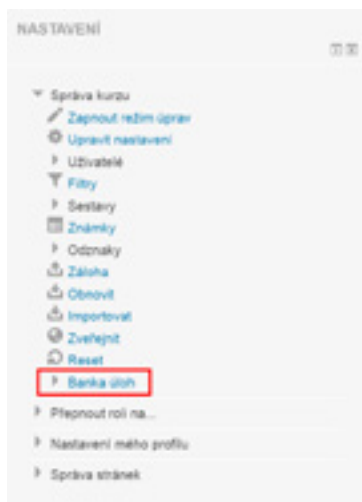 NASTAVENÍ
Správa kurzu
Zapnout režim úprav
Upravit nastavení
Uživatelé
Filtry
Sestavy
Známky
Odznaky
Záloha
Obnovit
Importovat
Zveřejnit
Reset
Banka úloh
Přepnout roli na...
Nastavení mého profilu
Správa stránek